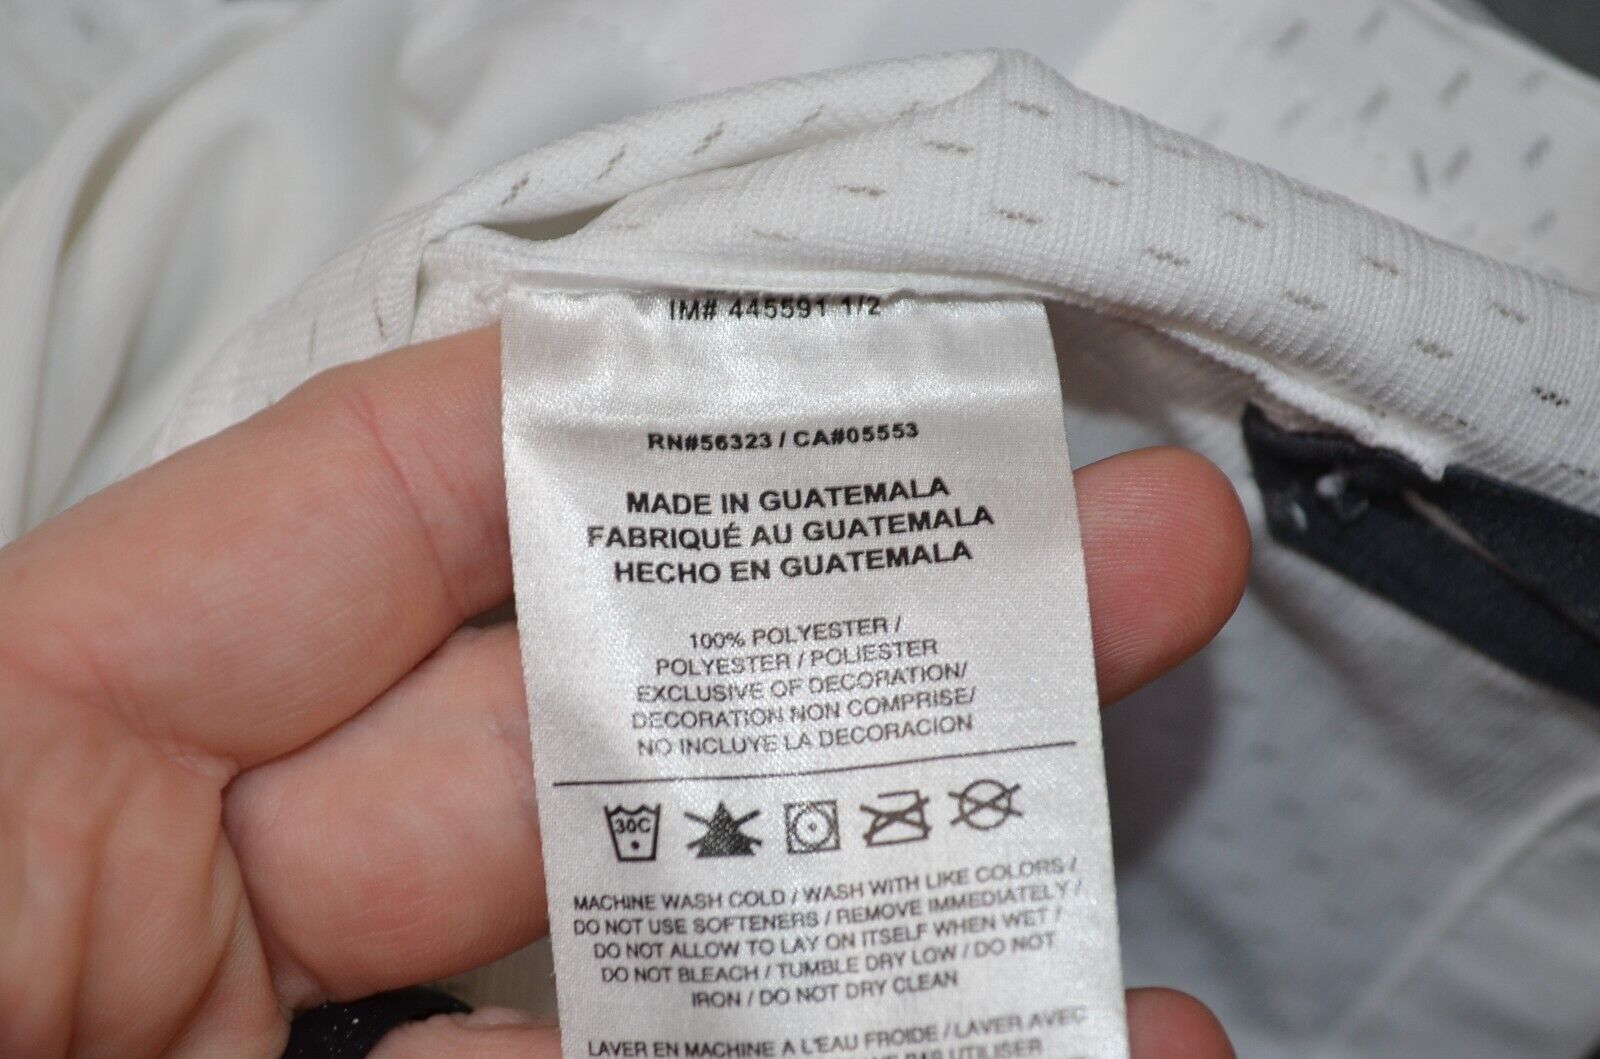 IM# 445591 1/2
RN#56323 / CA#05553
MADE IN GUATEMALA
FABRIQUÉ AU GUATEMALA
HECHO EN GUATEMALA
100% POLYESTER /
POLYESTER / POLIESTER
EXCLUSIVE OF DECORATION/
DECORATION NON COMPRISE/
NO INCLUYE LA DECORACION
30C
MACHINE WASH COLD / WASH WITH LIKE COLORS /
DO NOT USE SOFTENERS / REMOVE IMMEDIATELY /
DO NOT ALLOW TO LAY ON ITSELF WHEN WET /
DO NOT BLEACH / TUMBLE DRY LOW / DO NOT
IRON / DO NOT DRY CLEAN
LAVER EN MACHINE A L'EAU FROIDE / LAVER AVEC
PAS UTILISER